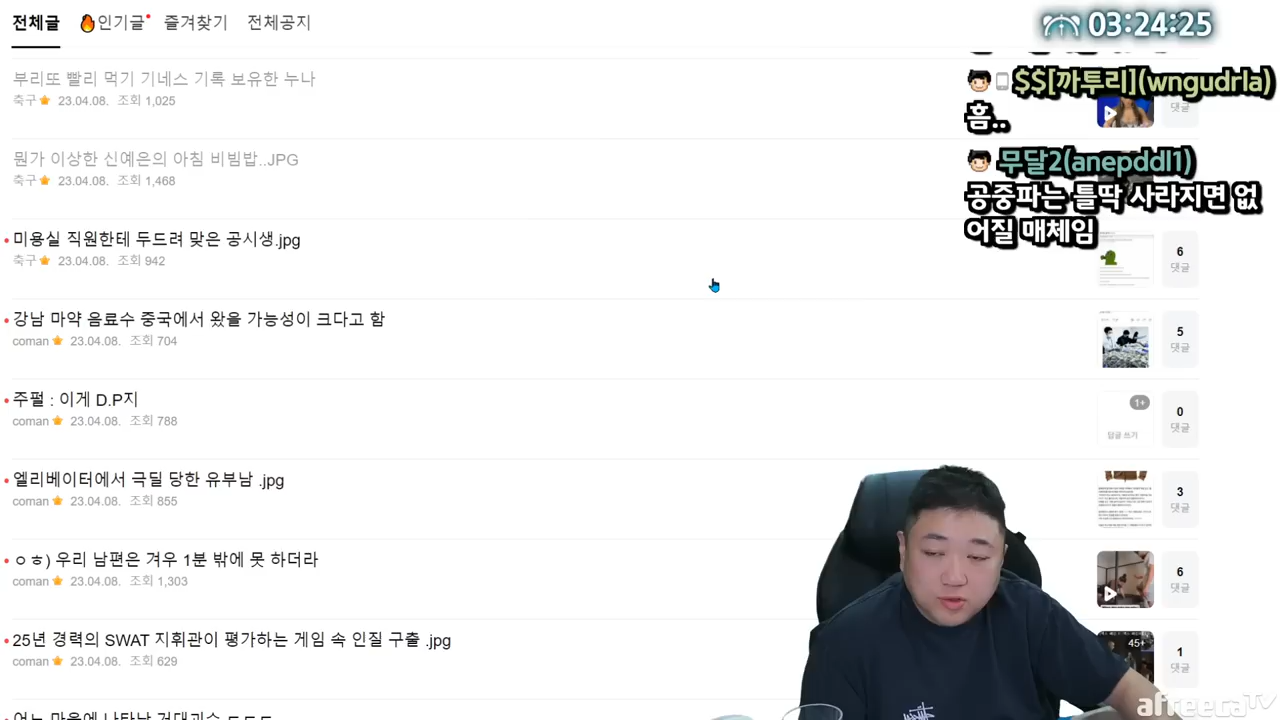 전체글 🔥인기글 즐겨찾기 전체공지
03:24:25
부리또 빨리 먹기 기네스 기록 보유한 누나
축구 23.04.08. 조회 1,025
댓글
뭔가 이상한 신예은의 아침 비빔밥..JPG
축구 23.04.08. 조회 1,468
$$[까투리](wngudrla)
흠..
무달2(anepddl1)
공중파는 틀딱 사라지면 없
어질 매체임
미용실 직원한테 두드려 맞은 공시생.jpg
축구 23.04.08. 조회 942
6
댓글
강남 마약 음료수 중국에서 왔을 가능성이 크다고 함
coman 23.04.08. 조회 704
5
댓글
주펄 : 이게 D.P지
coman 23.04.08. 조회 788
1+
답글 쓰기
0
댓글
엘리베이터에서 극딜 당한 유부남 .jpg
coman 23.04.08. 조회 855
3
댓글
ㅇㅎ) 우리 남편은 겨우 1분 밖에 못 하더라
coman 23.04.08. 조회 1,303
6
댓글
25년 경력의 SWAT 지휘관이 평가하는 게임 속 인질 구출 .jpg
coman 23.04.08. 조회 629
45+
1
댓글
afreecaTV